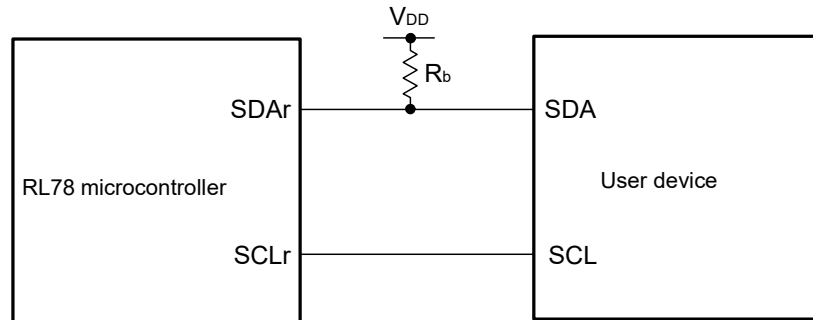 VDD
Rb
SDAr
SDA
RL78 microcontroller
User device
SCLr
SCL